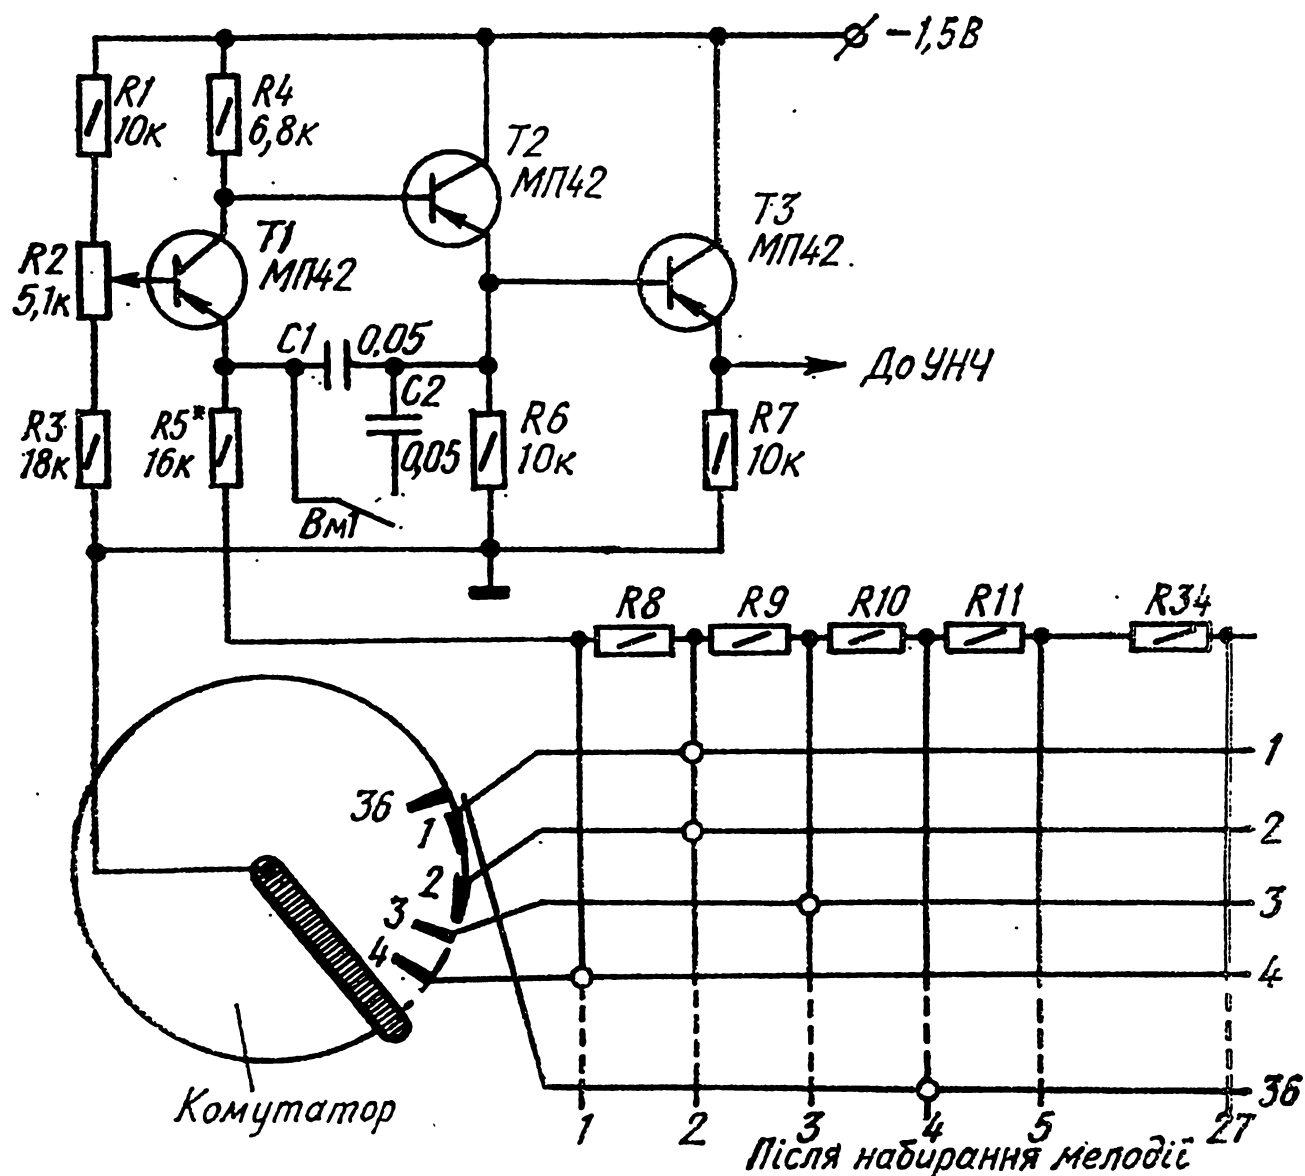 −1,5В
R1
10к
R4
6,8к
T2
МП42
T3
МП42
T1
МП42
R2
5,1к
C1
0,05
До УНЧ
C2
0,05
R3
18к
R5*
16к
R6
10к
R7
10к
Вм1
R8
R9
R10
R11
R34
1
2
3
4
36
36
1
2
3
4
Комутатор
1
2
3
4
5
27
Після набирання мелодії